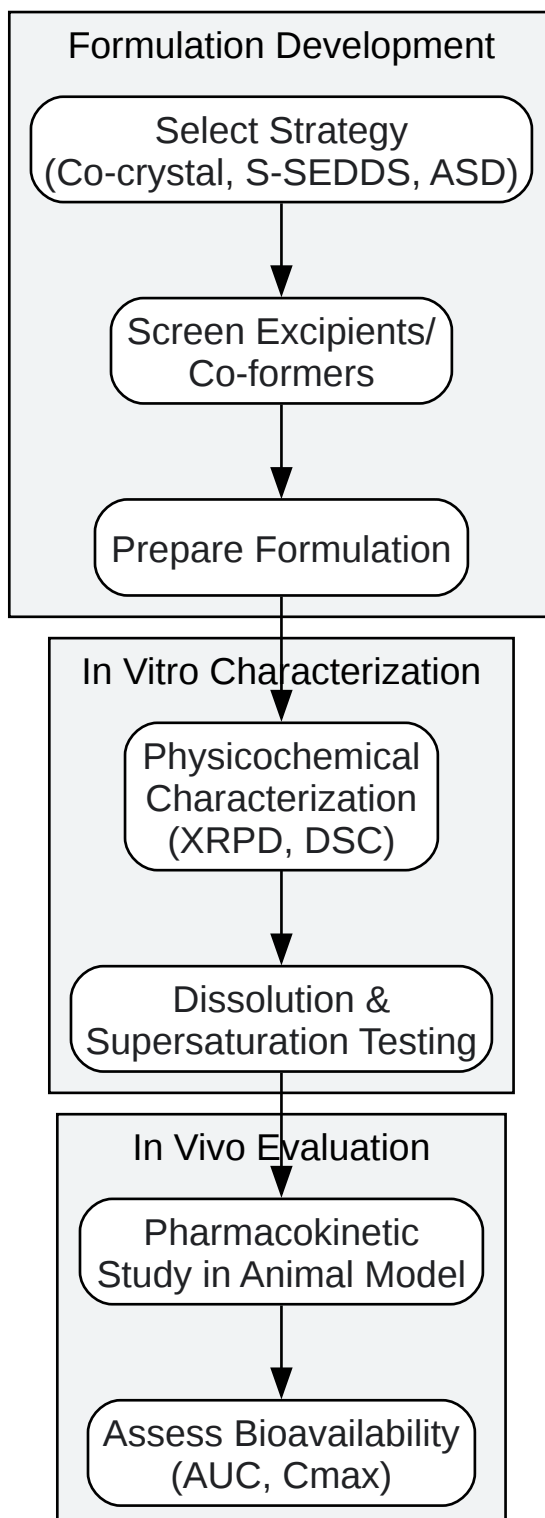 Formulation Development
Select Strategy
(Co-crystal, S-SEDDS, ASD)
Screen Excipients/
Co-formers
Prepare Formulation
In Vitro Characterization
Physicochemical
Characterization
(XRPD, DSC)
Dissolution &
Supersaturation Testing
In Vivo Evaluation
Pharmacokinetic
Study in Animal Model
Assess Bioavailability
(AUC, Cmax)